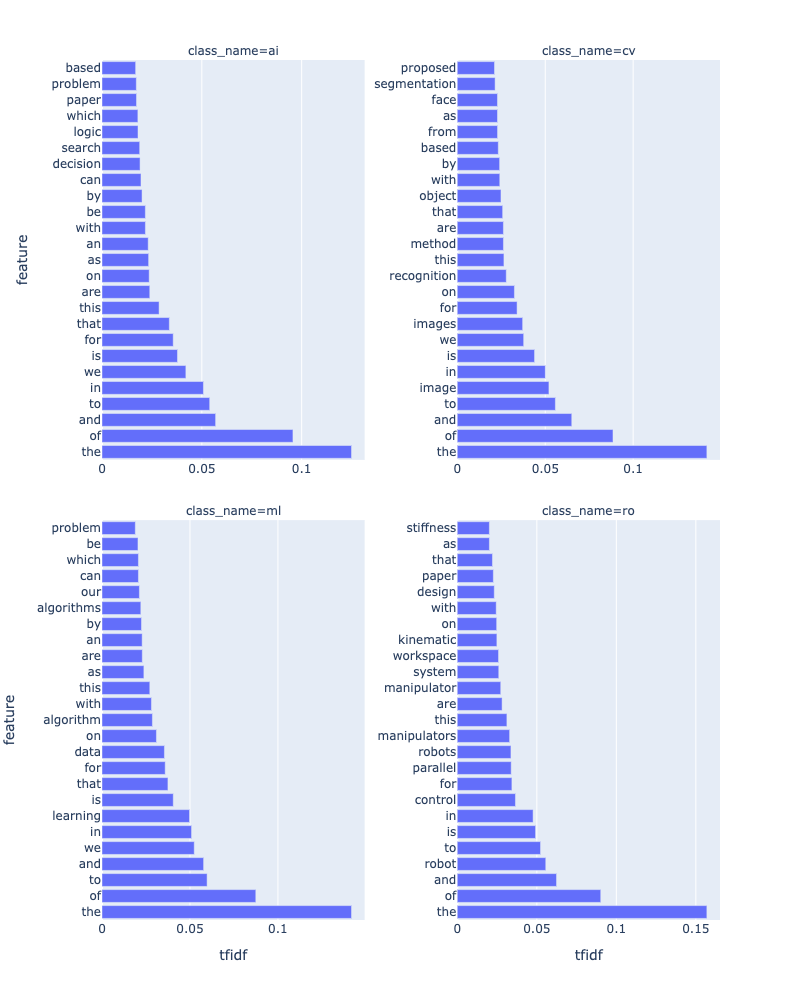 class_name=ai
based
problem
paper
which
logic
search
decision
can
by
be
with
an
as
on
are
this
that
for
is
we
in
to
and
of
the
0 0.05 0.1
feature
class_name=cv
proposed
segmentation
face
as
from
based
by
with
object
that
are
method
this
recognition
on
for
images
we
is
in
image
to
and
of
the
0 0.05 0.1
class_name=ml
problem
be
which
can
our
algorithms
by
an
are
as
this
with
algorithm
on
data
for
that
is
learning
in
we
and
to
of
the
0 0.05 0.1
tfidf
feature
class_name=ro
stiffness
as
that
paper
design
with
on
kinematic
workspace
system
manipulator
are
this
manipulators
robots
parallel
for
control
in
is
to
robot
and
of
the
0 0.05 0.1 0.15
tfidf